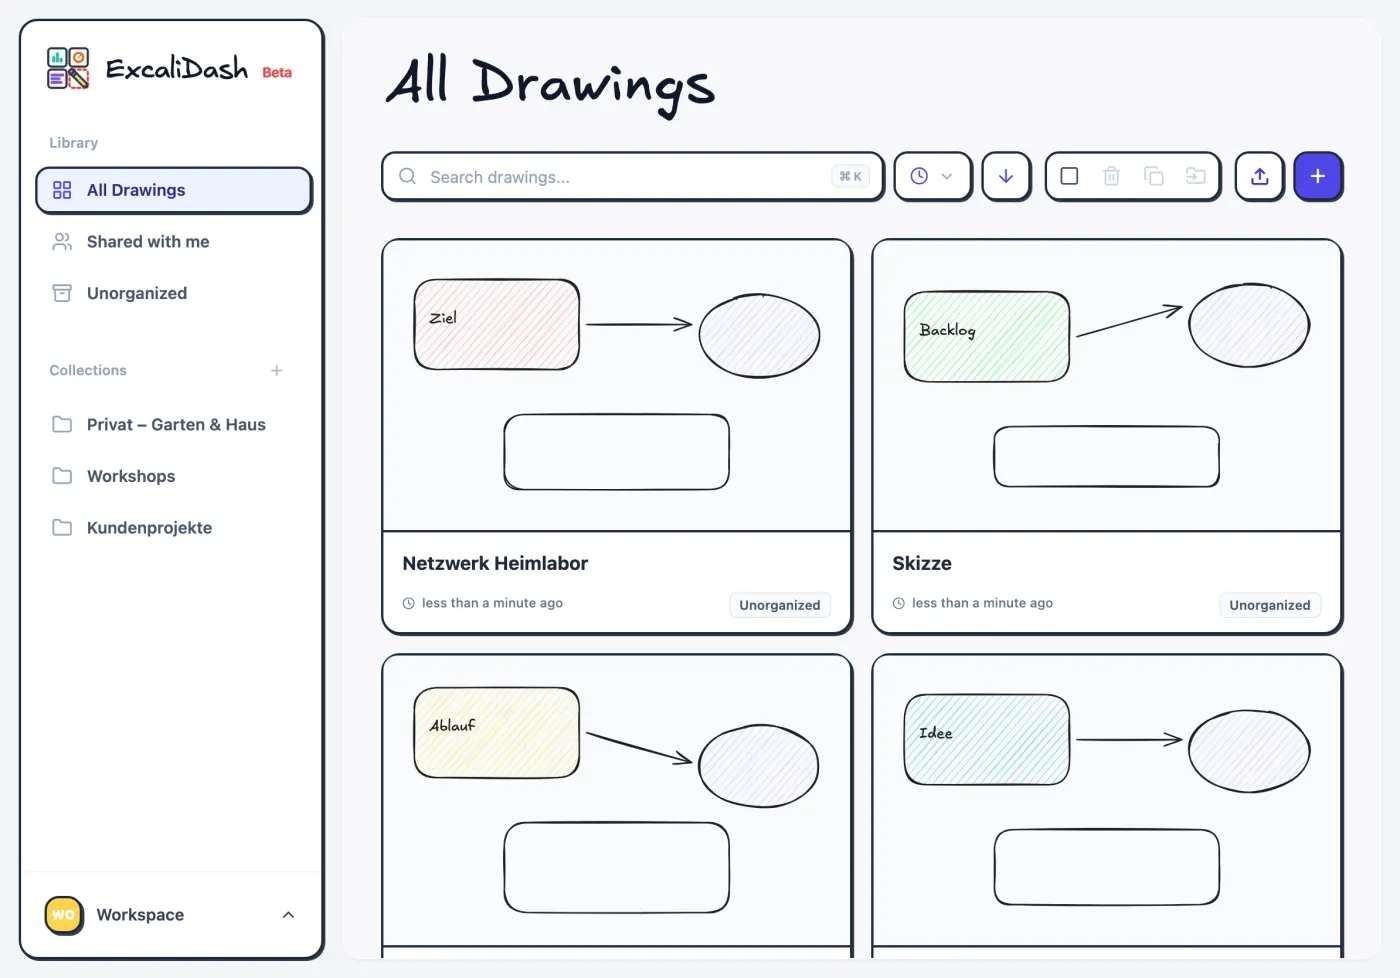 ExcaliDash Beta
Library
All Drawings
Shared with me
Unorganized
Collections
Privat – Garten & Haus
Workshops
Kundenprojekte
WO Workspace
All Drawings
Search drawings... ⌘ K
Ziel
Backlog
Netzwerk Heimlabor
less than a minute ago Unorganized
Skizze
less than a minute ago Unorganized
Ablauf
Idee